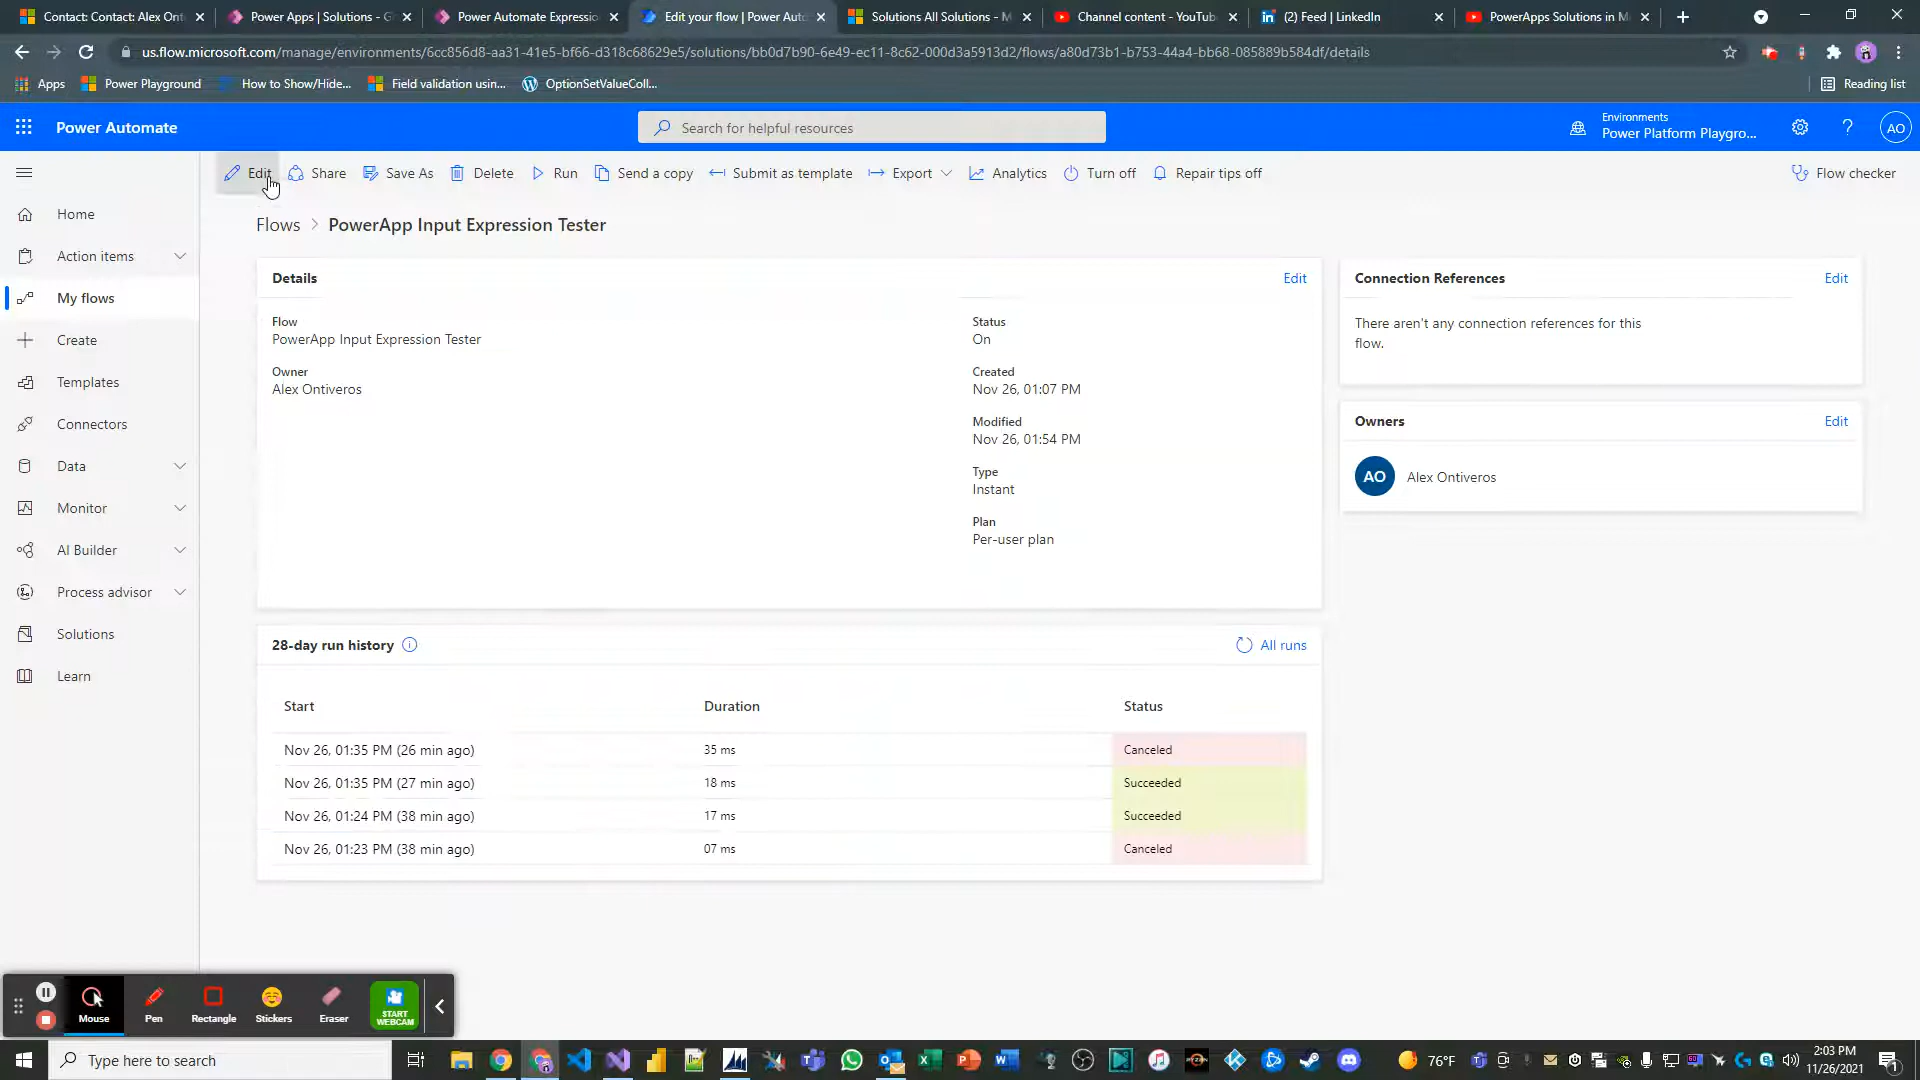 Contact: Contact: Alex Ont
Power Apps | Solutions - G
Power Automate Expressio
Edit your flow | Power Auto
Solutions All Solutions - M
Channel content - YouTub
(2) Feed | LinkedIn
PowerApps Solutions in M
us.flow.microsoft.com/manage/environments/6cc856d8-aa31-41e5-bf66-d318c68629e5/solutions/bb0d7b90-6e49-ec11-8c62-000d3a5913d2/flows/a80d73b1-b753-44a4-bb68-085889b584df/details
Apps
Power Playground
How to Show/Hide...
Field validation usin...
OptionSetValueColl...
Reading list
Power Automate
Search for helpful resources
Environments
Power Platform Playgro...
AO
Edit
Share
Save As
Delete
Run
Send a copy
Submit as template
Export
Analytics
Turn off
Repair tips off
Flow checker
Home
Action items
My flows
Create
Templates
Connectors
Data
Monitor
AI Builder
Process advisor
Solutions
Learn
Flows > PowerApp Input Expression Tester
Details
Edit
Flow
PowerApp Input Expression Tester
Owner
Alex Ontiveros
Status
On
Created
Nov 26, 01:07 PM
Modified
Nov 26, 01:54 PM
Type
Instant
Plan
Per-user plan
Connection References
Edit
There aren't any connection references for this
flow.
Owners
Edit
AO
Alex Ontiveros
28-day run history
All runs
Start Duration Status
Nov 26, 01:35 PM (26 min ago) 35 ms Canceled
Nov 26, 01:35 PM (27 min ago) 18 ms Succeeded
Nov 26, 01:24 PM (38 min ago) 17 ms Succeeded
Nov 26, 01:23 PM (38 min ago) 07 ms Canceled
Mouse
Pen
Rectangle
Stickers
Eraser
START
WEBCAM
Type here to search
76°F
2:03 PM
11/26/2021